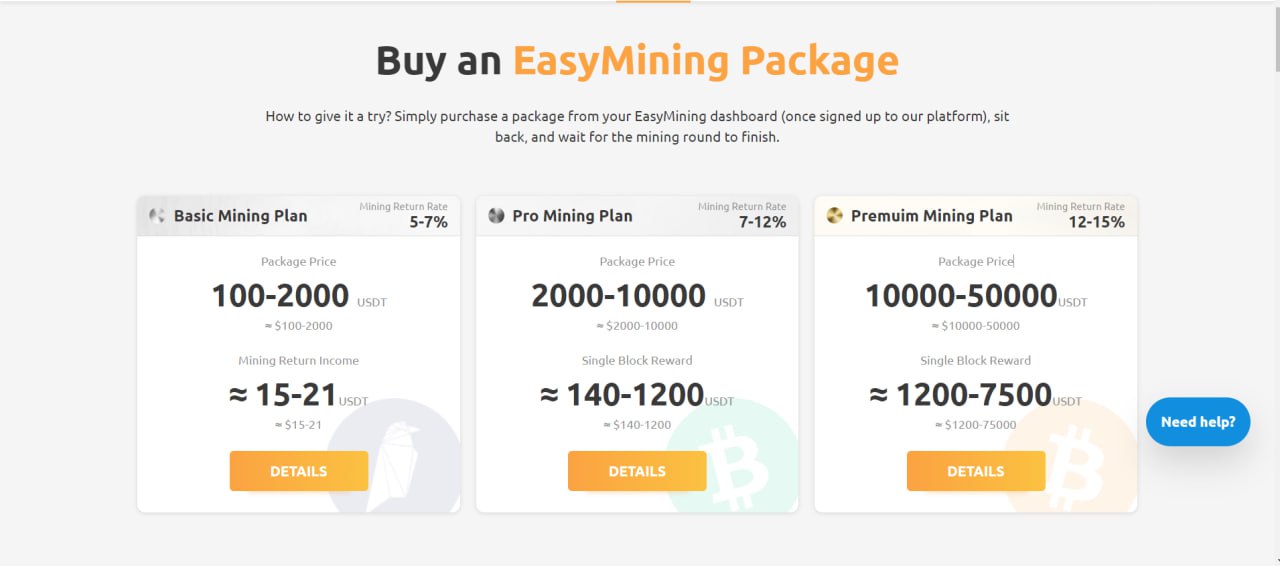 Buy an EasyMining Package
How to give it a try? Simply purchase a package from your EasyMining dashboard (once signed up to our platform), sit
back, and wait for the mining round to finish.
Basic Mining Plan
Mining Return Rate
5-7%
Package Price
100-2000 USDT
≈ $100-2000
Mining Return Income
≈ 15-21 USDT
≈ $15-21
DETAILS
Pro Mining Plan
Mining Return Rate
7-12%
Package Price
2000-10000 USDT
≈ $2000-10000
Single Block Reward
≈ 140-1200 USDT
≈ $140-1200
DETAILS
Premuim Mining Plan
Mining Return Rate
12-15%
Package Price
10000-50000 USDT
≈ $10000-50000
Single Block Reward
≈ 1200-7500 USDT
≈ $1200-75000
DETAILS
Need help?